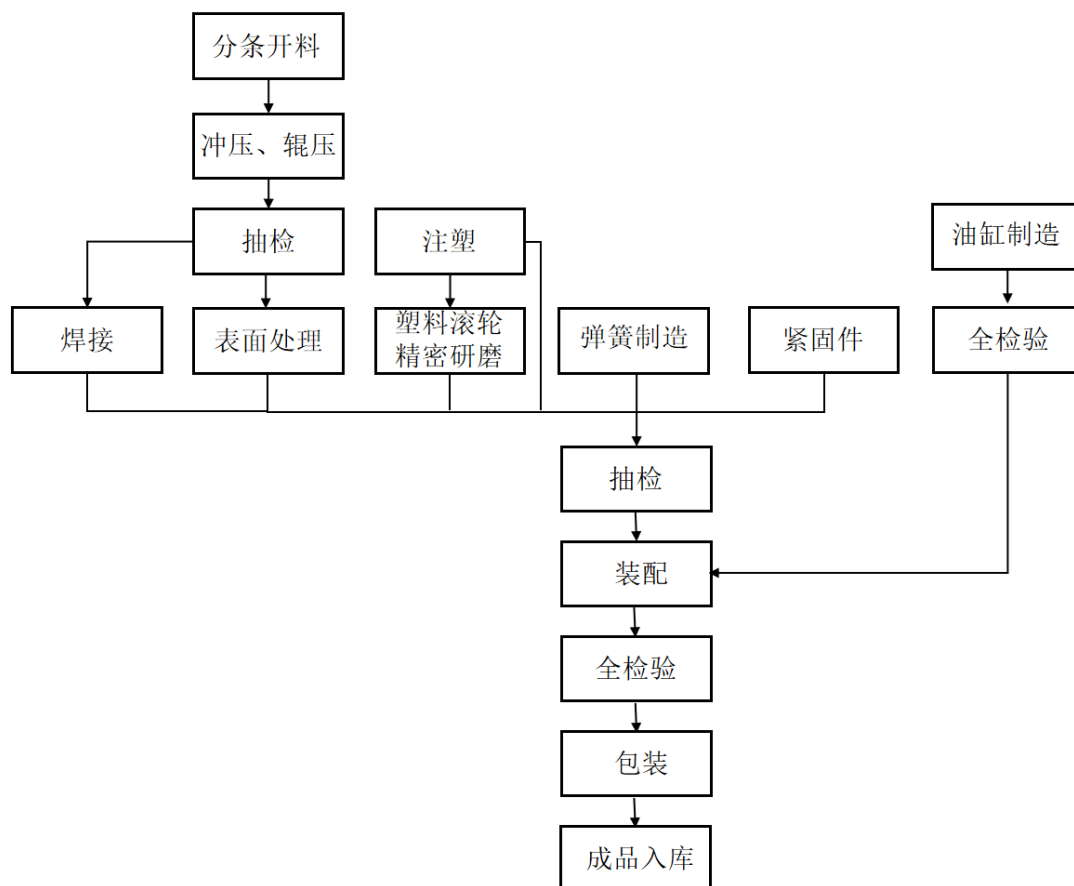 分条开料
冲压、辊压
抽检
注塑
油缸制造
焊接
表面处理
塑料滚轮
精密研磨
弹簧制造
紧固件
全检验
抽检
装配
全检验
包装
成品入库